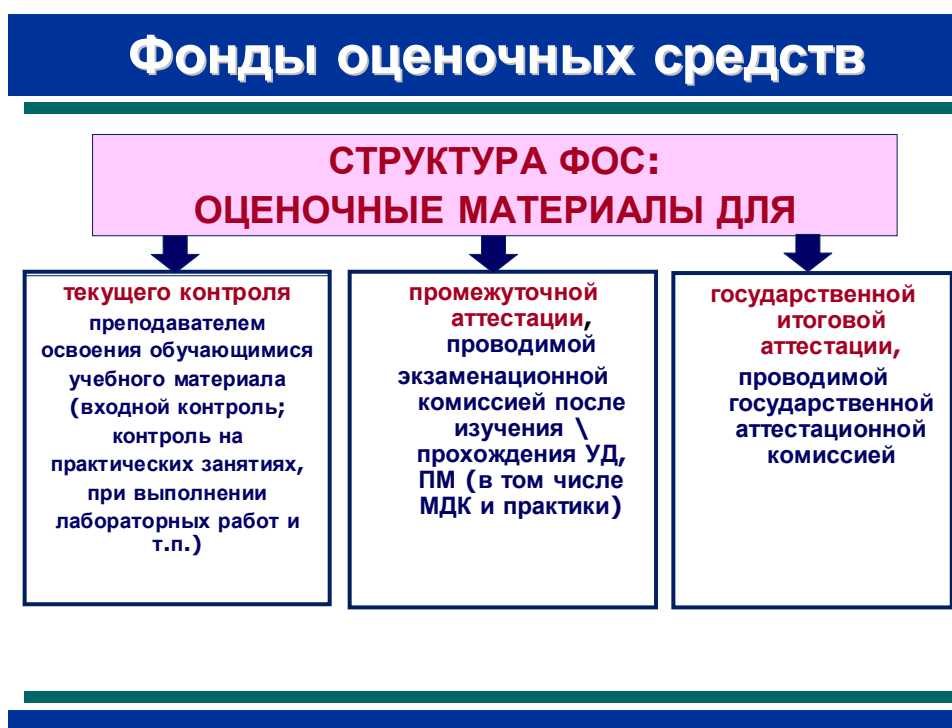 Фонды оценочных средств
СТРУКТУРА ФОС:
ОЦЕНОЧНЫЕ МАТЕРИАЛЫ ДЛЯ
текущего контроля
преподавателем
освоения обучающимися
учебного материала
(входной контроль;
контроль на
практических занятиях,
при выполнении
лабораторных работ и
т.п.)
промежуточной
аттестации,
проводимой
экзаменационной
комиссией после
изучения \
прохождения УД,
ПМ (в том числе
МДК и практики)
государственной
итоговой
аттестации,
проводимой
государственной
аттестационной
комиссией